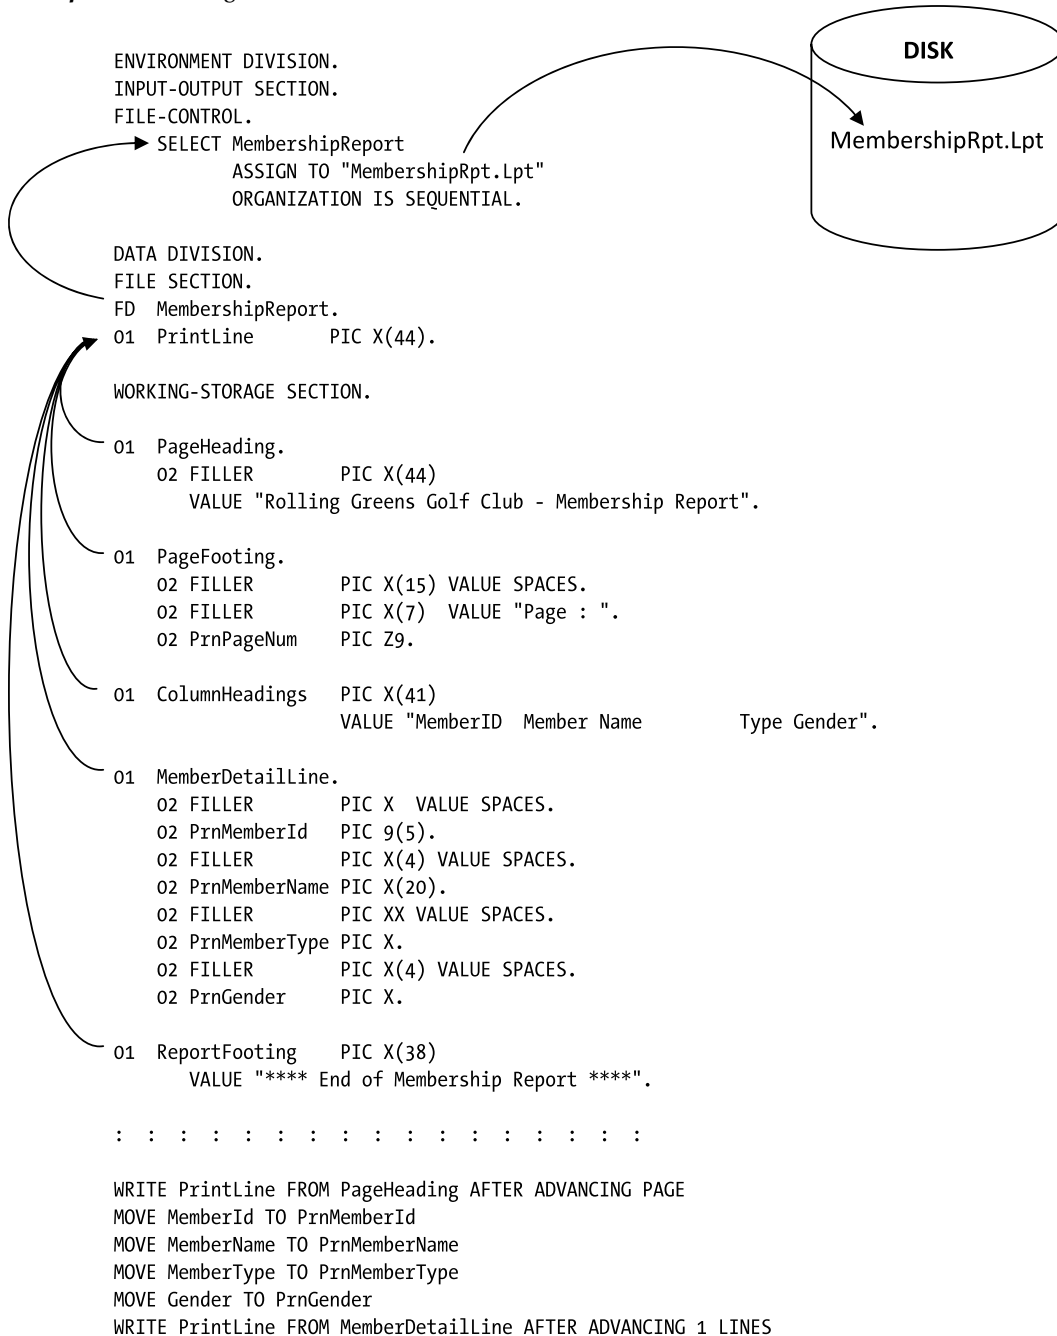 ENVIRONMENT DIVISION.
INPUT-OUTPUT SECTION.
FILE-CONTROL.
SELECT MembershipReport
ASSIGN TO "MembershipRpt.Lpt"
ORGANIZATION IS SEQUENTIAL.
DISK
MembershipRpt.Lpt
DATA DIVISION.
FILE SECTION.
FD  MembershipReport.
01  PrintLine       PIC X(44).
WORKING-STORAGE SECTION.
01  PageHeading.
02 FILLER        PIC X(44)
VALUE "Rolling Greens Golf Club - Membership Report".
01  PageFooting.
02 FILLER        PIC X(15) VALUE SPACES.
02 FILLER        PIC X(7)  VALUE "Page : ".
02 PrnPageNum    PIC Z9.
01  ColumnHeadings   PIC X(41)
VALUE "MemberID  Member Name         Type Gender".
01  MemberDetailLine.
02 FILLER        PIC X  VALUE SPACES.
02 PrnMemberId   PIC 9(5).
02 FILLER        PIC X(4) VALUE SPACES.
02 PrnMemberName PIC X(20).
02 FILLER        PIC XX VALUE SPACES.
02 PrnMemberType PIC X.
02 FILLER        PIC X(4) VALUE SPACES.
02 PrnGender     PIC X.
01  ReportFooting    PIC X(38)
VALUE "**** End of Membership Report ****".
:  :  :  :  :  :  :  :  :  :  :  :  :  :  :  :  :
WRITE PrintLine FROM PageHeading AFTER ADVANCING PAGE
MOVE MemberId TO PrnMemberId
MOVE MemberName TO PrnMemberName
MOVE MemberType TO PrnMemberType
MOVE Gender TO PrnGender
WRITE PrintLine FROM MemberDetailLine AFTER ADVANCING 1 LINES